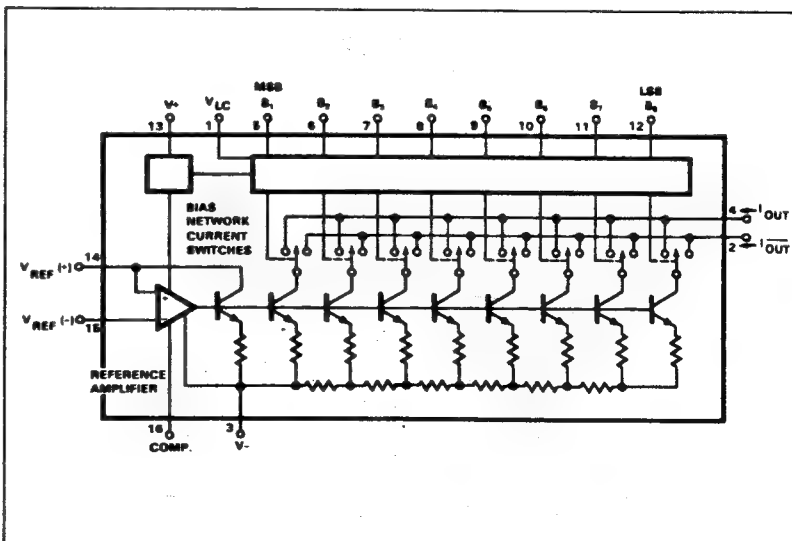 MSB LSB
V+ VLC B1 B2 B3 B4 B5 B6 B7 B8
13 1 5 6 7 8 9 10 11 12
4 IOUT
BIAS
NETWORK
CURRENT
SWITCHES
2 I̅O̅U̅T̅
14
VREF (+)
VREF (-)
15
REFERENCE
AMPLIFIER
16 3
COMP. V-